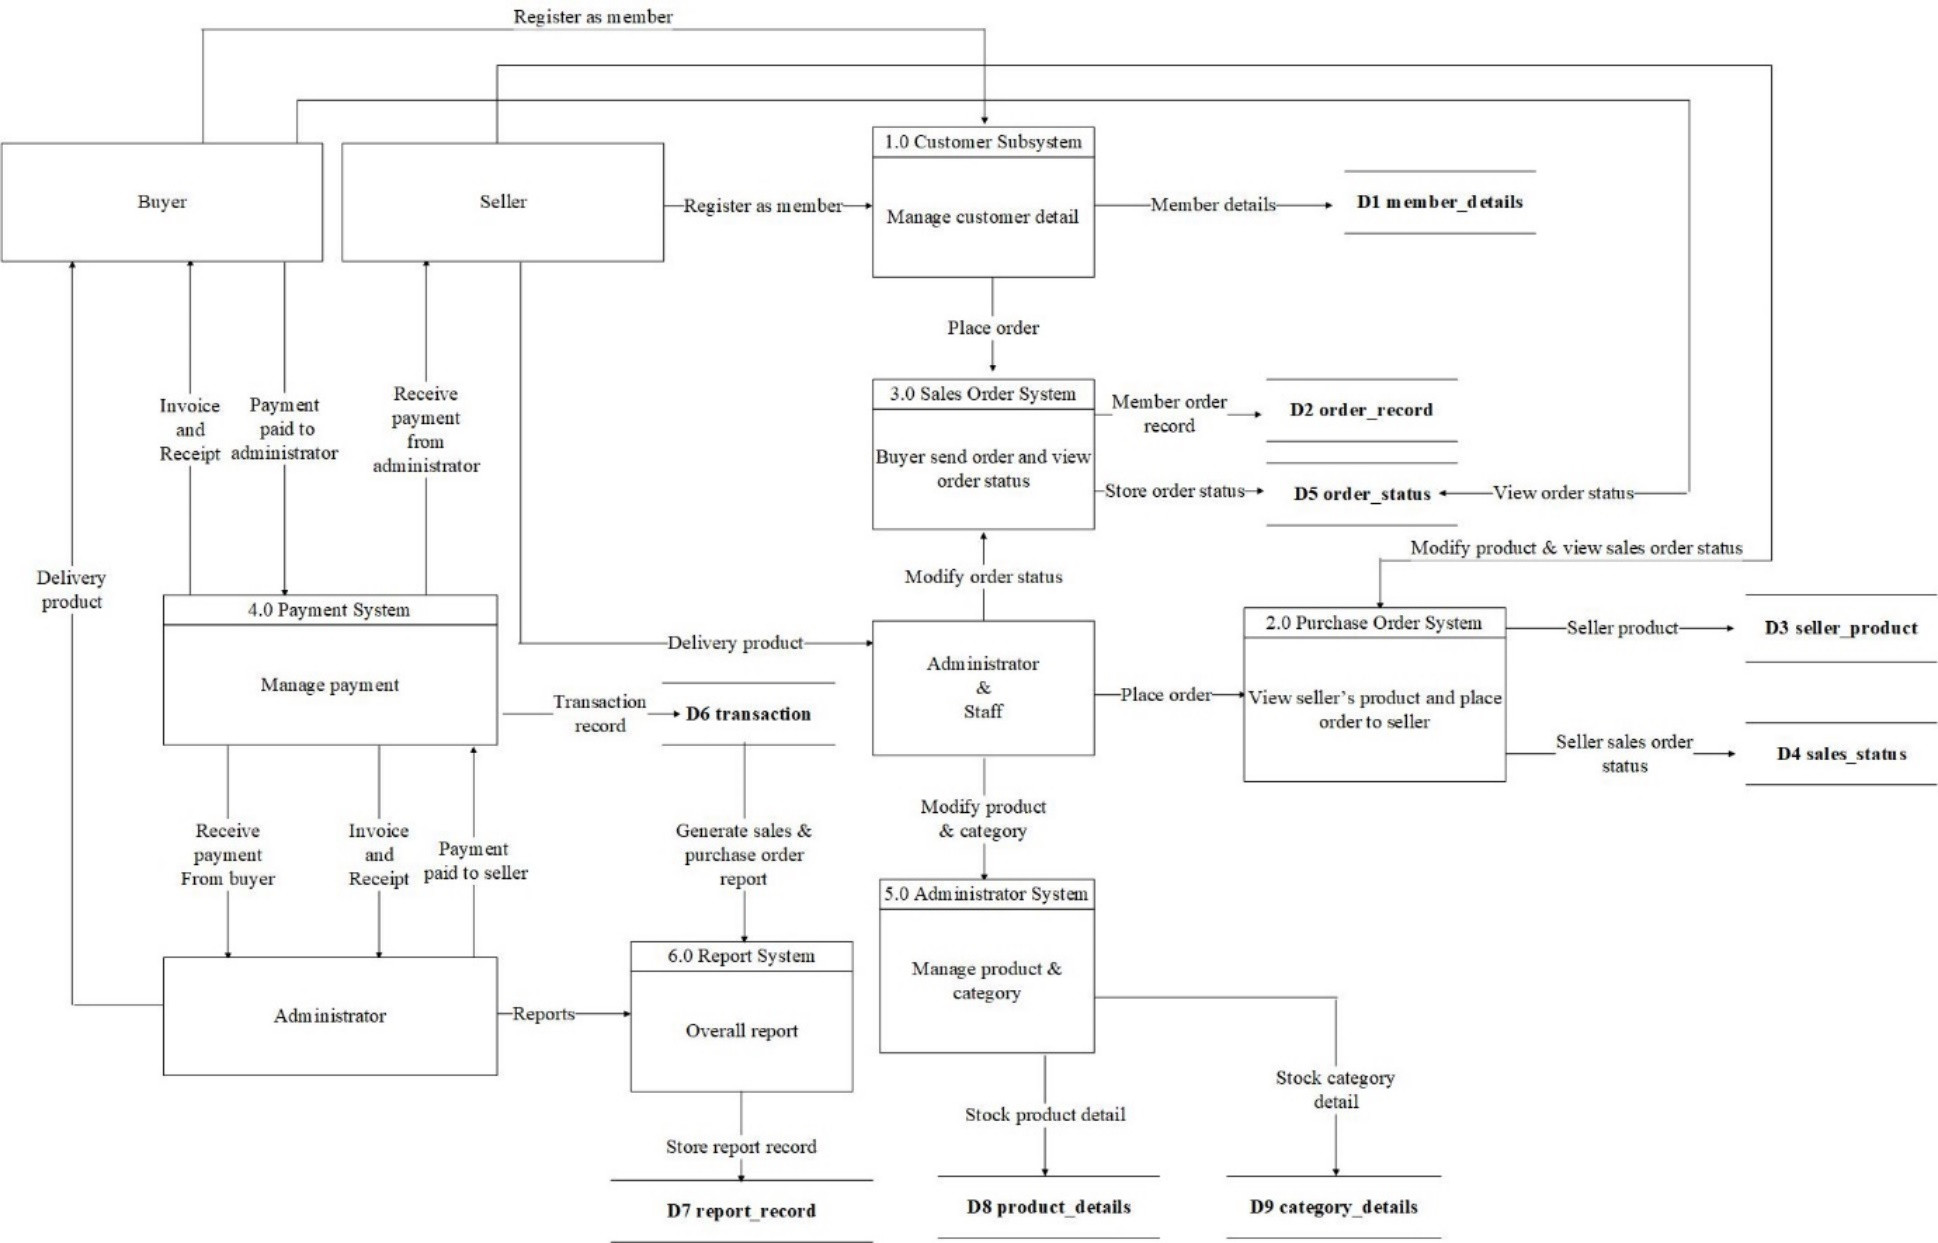 Register as member
1.0 Customer Subsystem
Buyer
Seller
Register as member
Manage customer detail
Member details
D1 member_details
Place order
3.0 Sales Order System
Buyer send order and view
order status
Member order
record
D2 order_record
Store order status
D5 order_status
View order status
Invoice
and
Receipt
Payment
paid to
administrator
Receive
payment
from
administrator
Delivery
product
Modify order status
Modify product & view sales order status
4.0 Payment System
Manage payment
Delivery product
Administrator
&
Staff
Place order
2.0 Purchase Order System
View seller's product and place
order to seller
Seller product
D3 seller_product
Seller sales order
status
D4 sales_status
Transaction
record
D6 transaction
Modify product
& category
Receive
payment
From buyer
Invoice
and
Receipt
Payment
paid to seller
Generate sales &
purchase order
report
5.0 Administrator System
Manage product &
category
6.0 Report System
Overall report
Administrator
Reports
Stock category
detail
Stock product detail
Store report record
D7 report_record
D8 product_details
D9 category_details